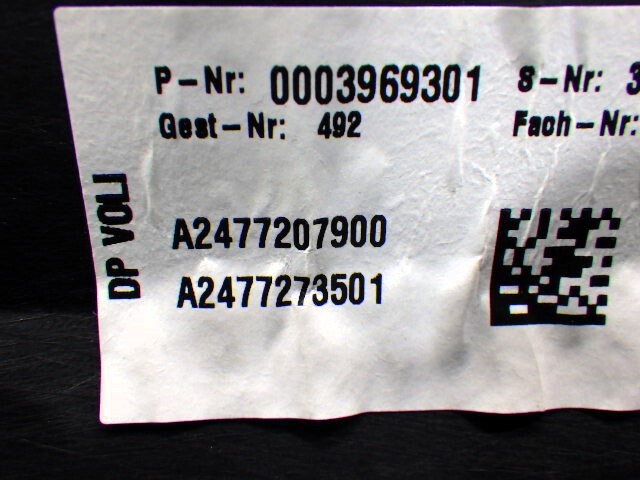 P-Nr: 0003969301 S-Nr: 3
Gest-Nr: 492 Fach-Nr:
DP VOLI
A2477207900
A2477273501